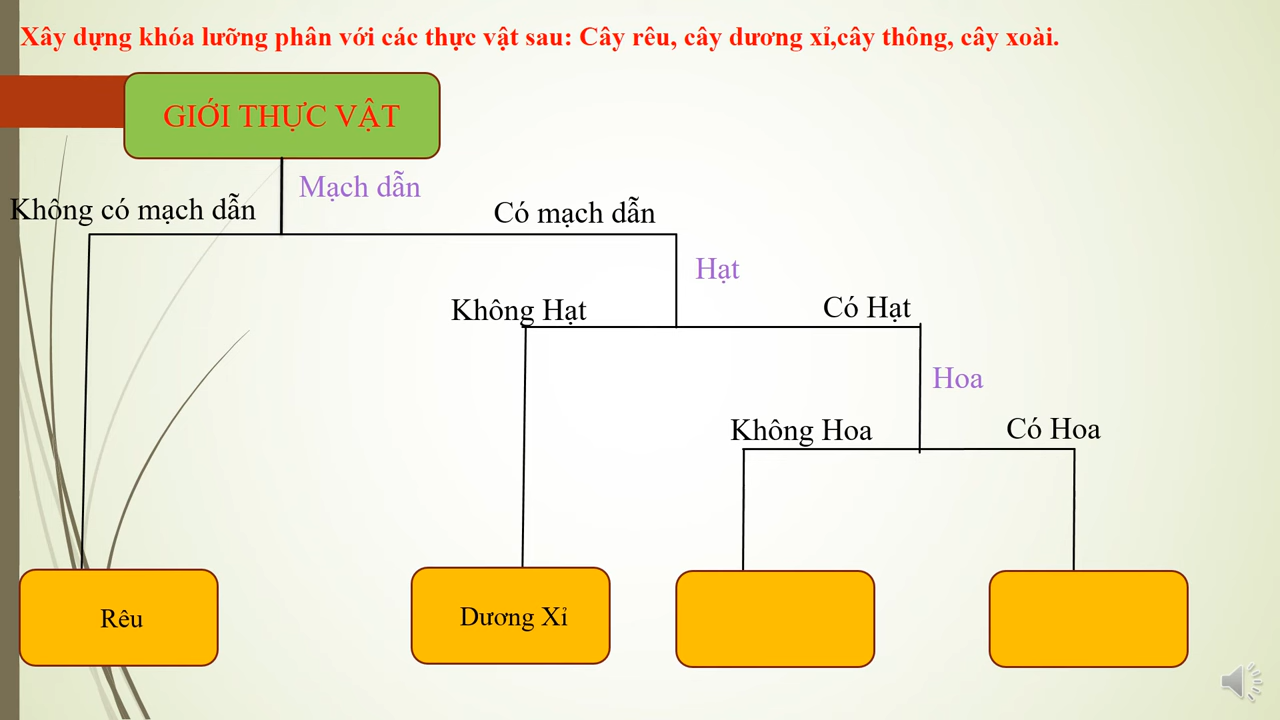 Xây dựng khóa lưỡng phân với các thực vật sau: Cây rêu, cây dương xỉ,cây thông, cây xoài.
GIỚI THỰC VẬT
Mạch dẫn
Không có mạch dẫn
Có mạch dẫn
Hạt
Không Hạt
Có Hạt
Hoa
Không Hoa
Có Hoa
Rêu
Dương Xỉ